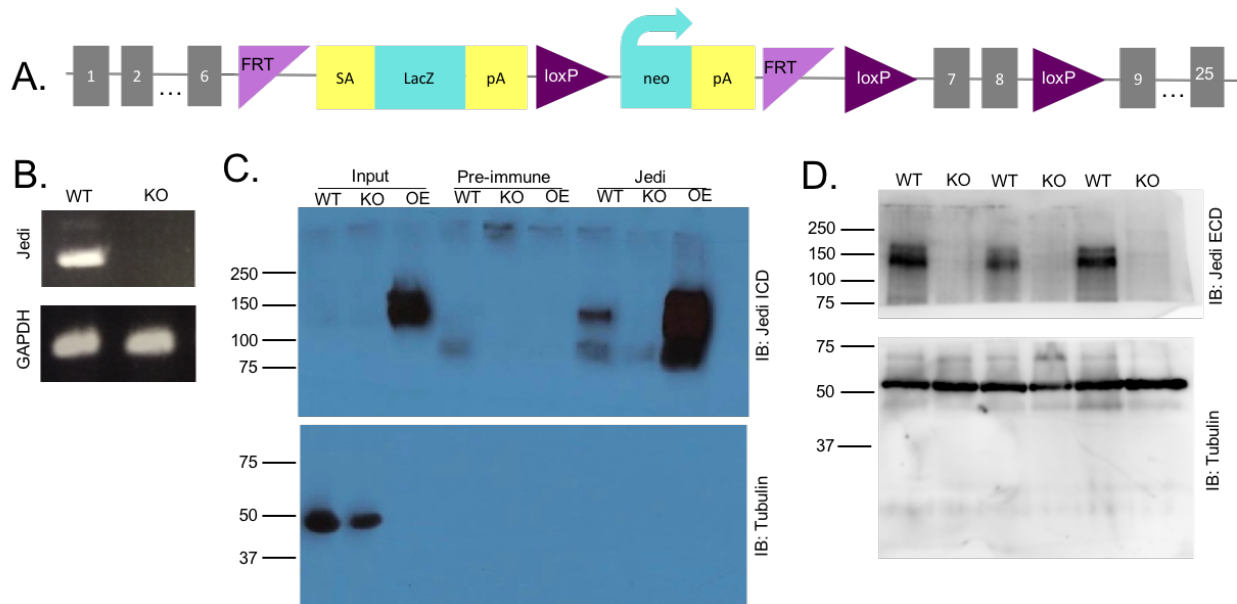 A.
1 2 ... 6 FRT SA LacZ pA loxP neo pA FRT loxP 7 8 loxP 9 ... 25
B.
WT KO
Jedi
GAPDH
C.
Input Pre-immune Jedi
WT KO OE WT KO OE WT KO OE
250
150
100
75
IB: Jedi ICD
75
50
37
IB: Tubulin
D.
WT KO WT KO WT KO
250
150
100
75
IB: Jedi ECD
75
50
37
IB: Tubulin